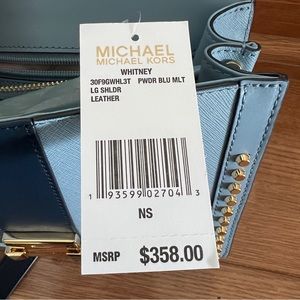 MICHAEL
MICHAEL KORS
WHITNEY
30F9GWHL3T PWDR BLU MLT
LG SHLDR
LEATHER
1 93599 02704 3
NS
MSRP $358.00